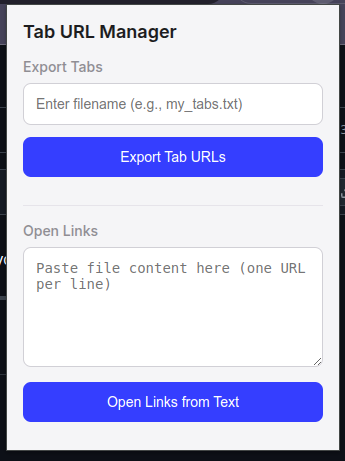 Tab URL Manager
Export Tabs
Enter filename (e.g., my_tabs.txt)
Export Tab URLs
Open Links
Paste file content here (one URL
per line)
Open Links from Text